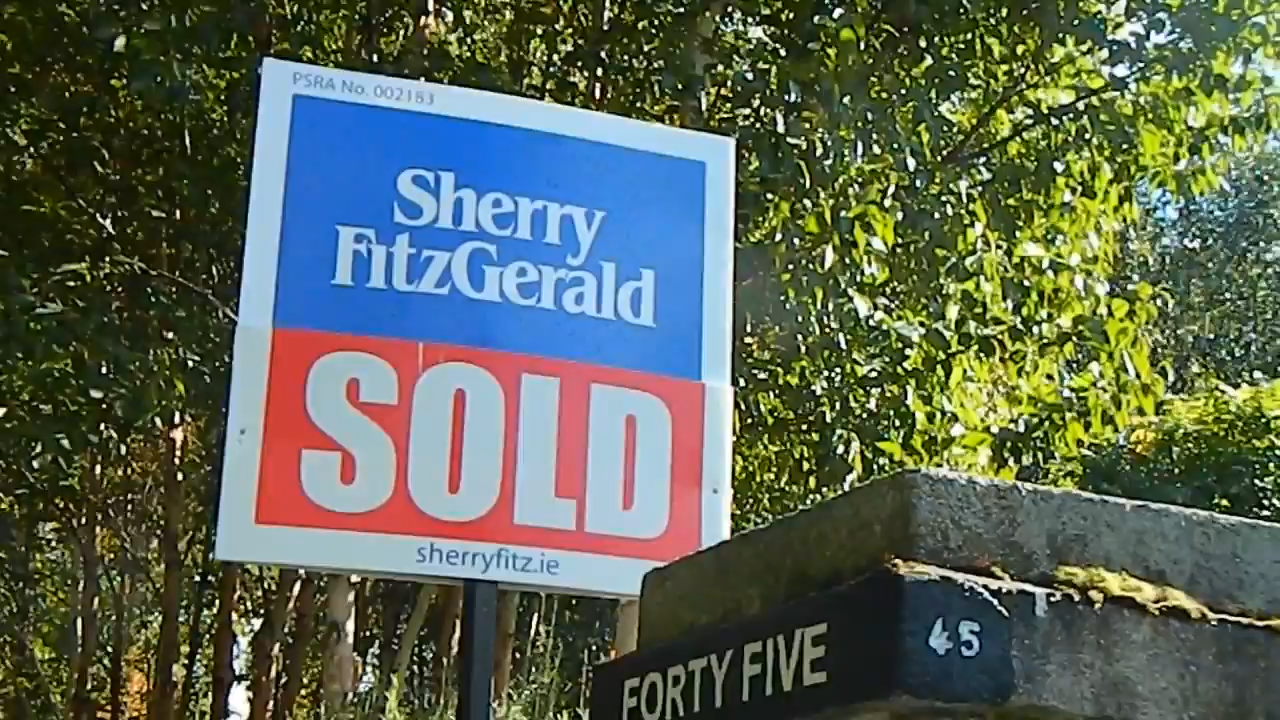 PSRA No. 002183
Sherry
FitzGerald
SOLD
sherryfitz.ie
FORTY FIVE
45